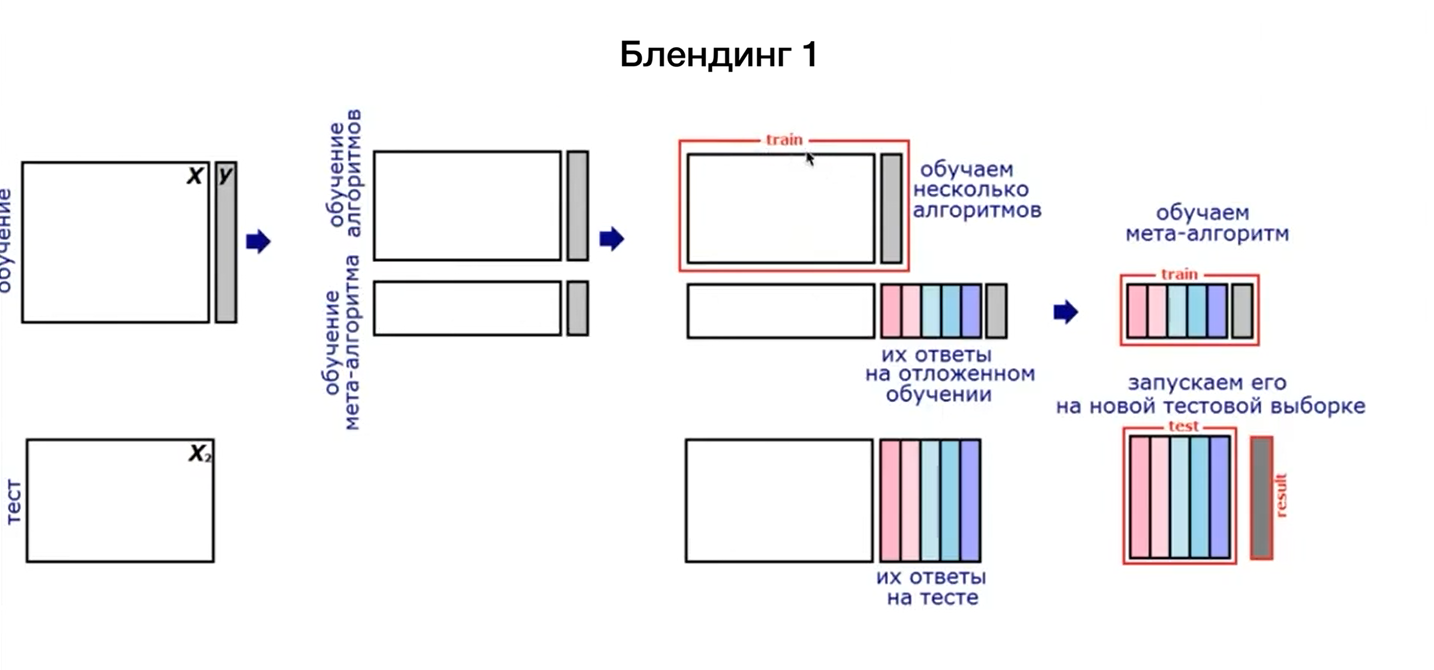 Блендинг 1
обучение
X
y
обучение
алгоритмов
обучение
мета-алгоритма
train
обучаем
несколько
алгоритмов
их ответы
на отложенном
обучении
обучаем
мета-алгоритм
train
запускаем его
на новой тестовой выборке
test
result
тест
X₂
их ответы
на тесте